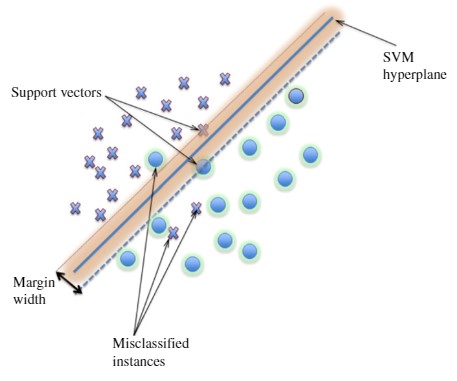 SVM
hyperplane
Support vectors
Margin
width
Misclassified
instances